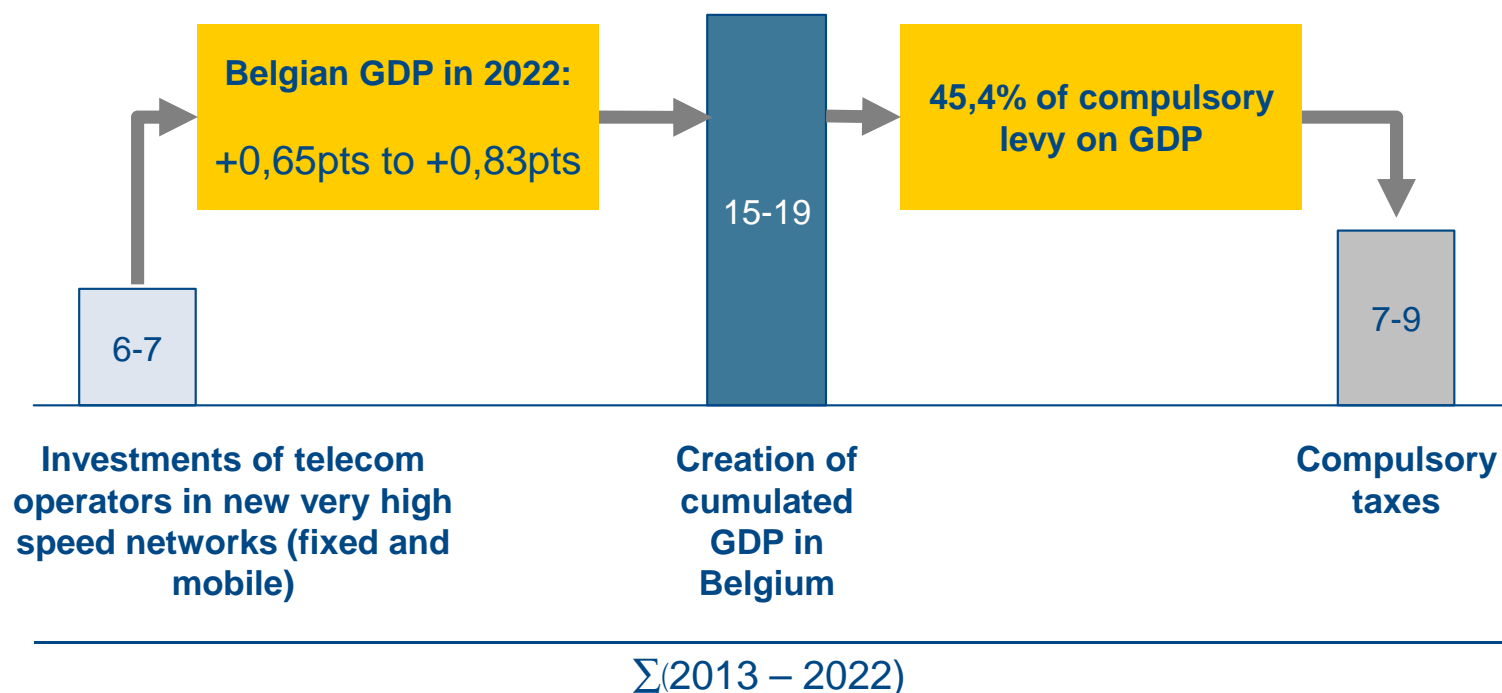 Belgian GDP in 2022:
+0,65pts to +0,83pts
45,4% of compulsory
levy on GDP
6-7
15-19
7-9
Investments of telecom
operators in new very high
speed networks (fixed and
mobile)
Creation of
cumulated
GDP in
Belgium
Compulsory
taxes
∑(2013 – 2022)